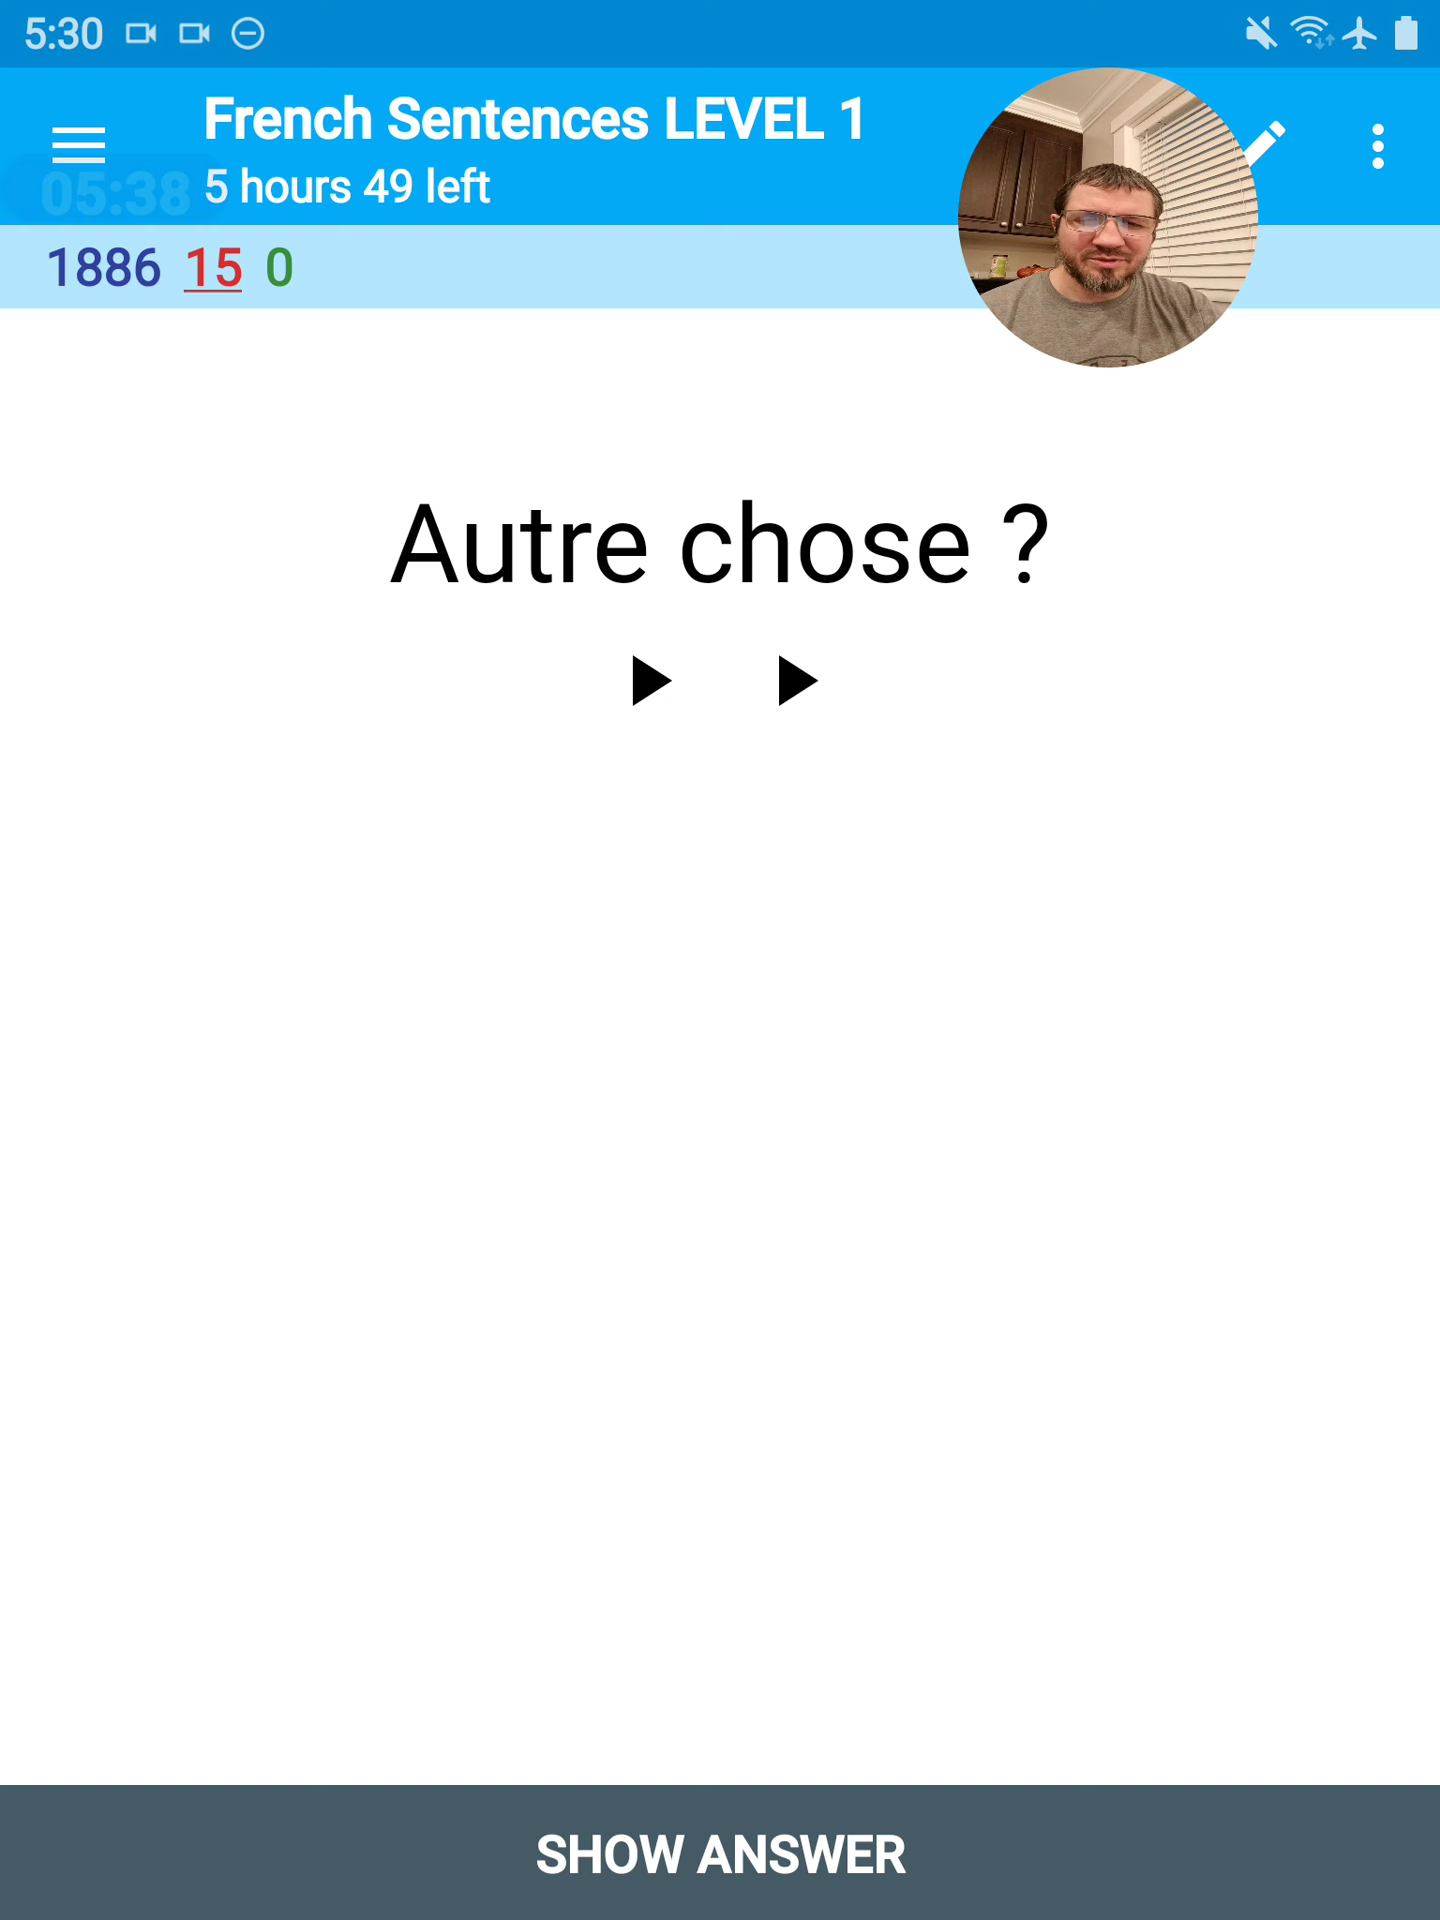 5:30
French Sentences LEVEL 1
05:38 5 hours 49 left
1886 15 0
Autre chose ?
SHOW ANSWER